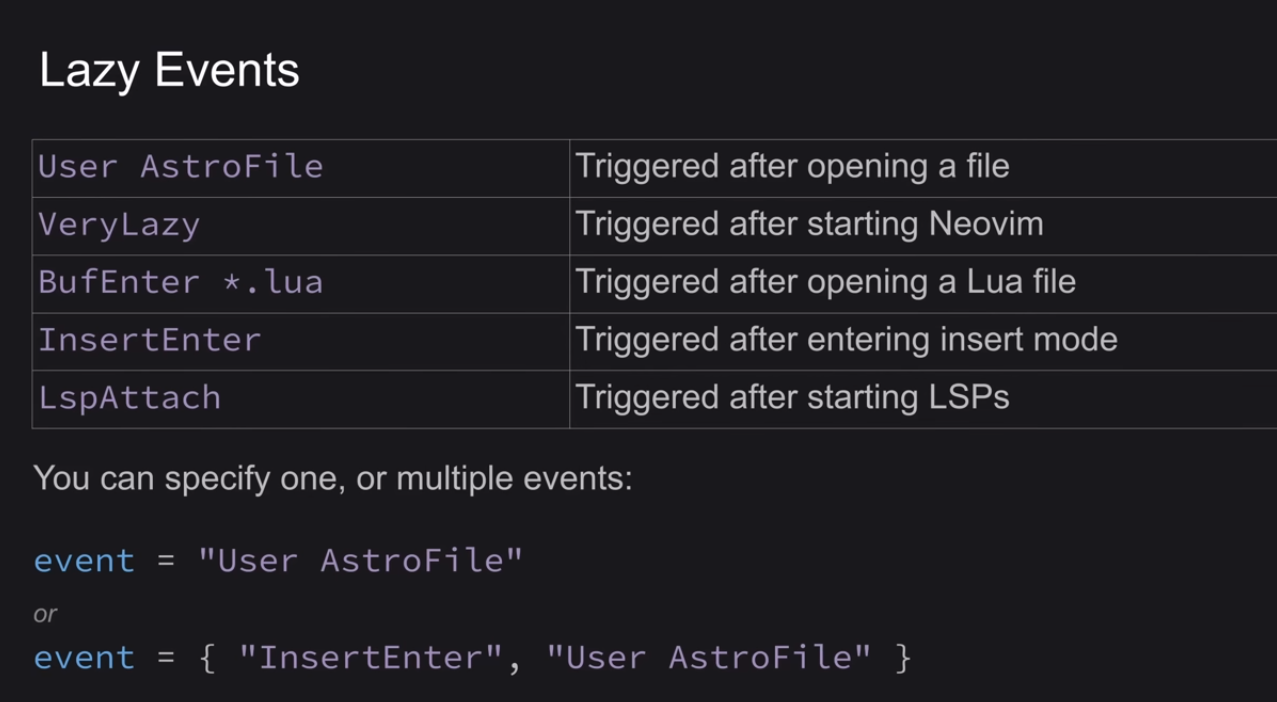 Lazy Events
User AstroFile Triggered after opening a file
VeryLazy Triggered after starting Neovim
BufEnter *.lua Triggered after opening a Lua file
InsertEnter Triggered after entering insert mode
LspAttach Triggered after starting LSPs
You can specify one, or multiple events:
event = "User AstroFile"
or
event = { "InsertEnter", "User AstroFile" }